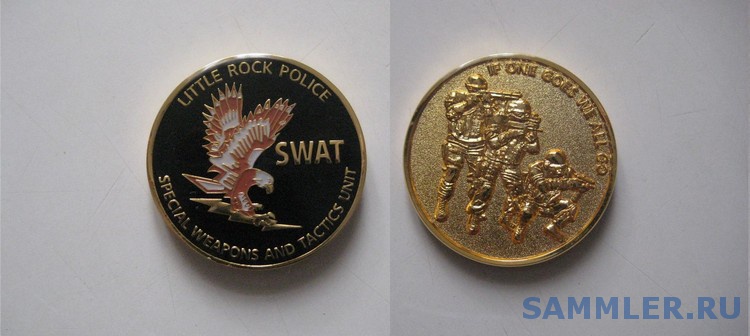 LITTLE ROCK POLICE
SWAT
SPECIAL WEAPONS AND TACTICS UNIT
IF ONE GOES WE ALL GO
SAMMLER.RU